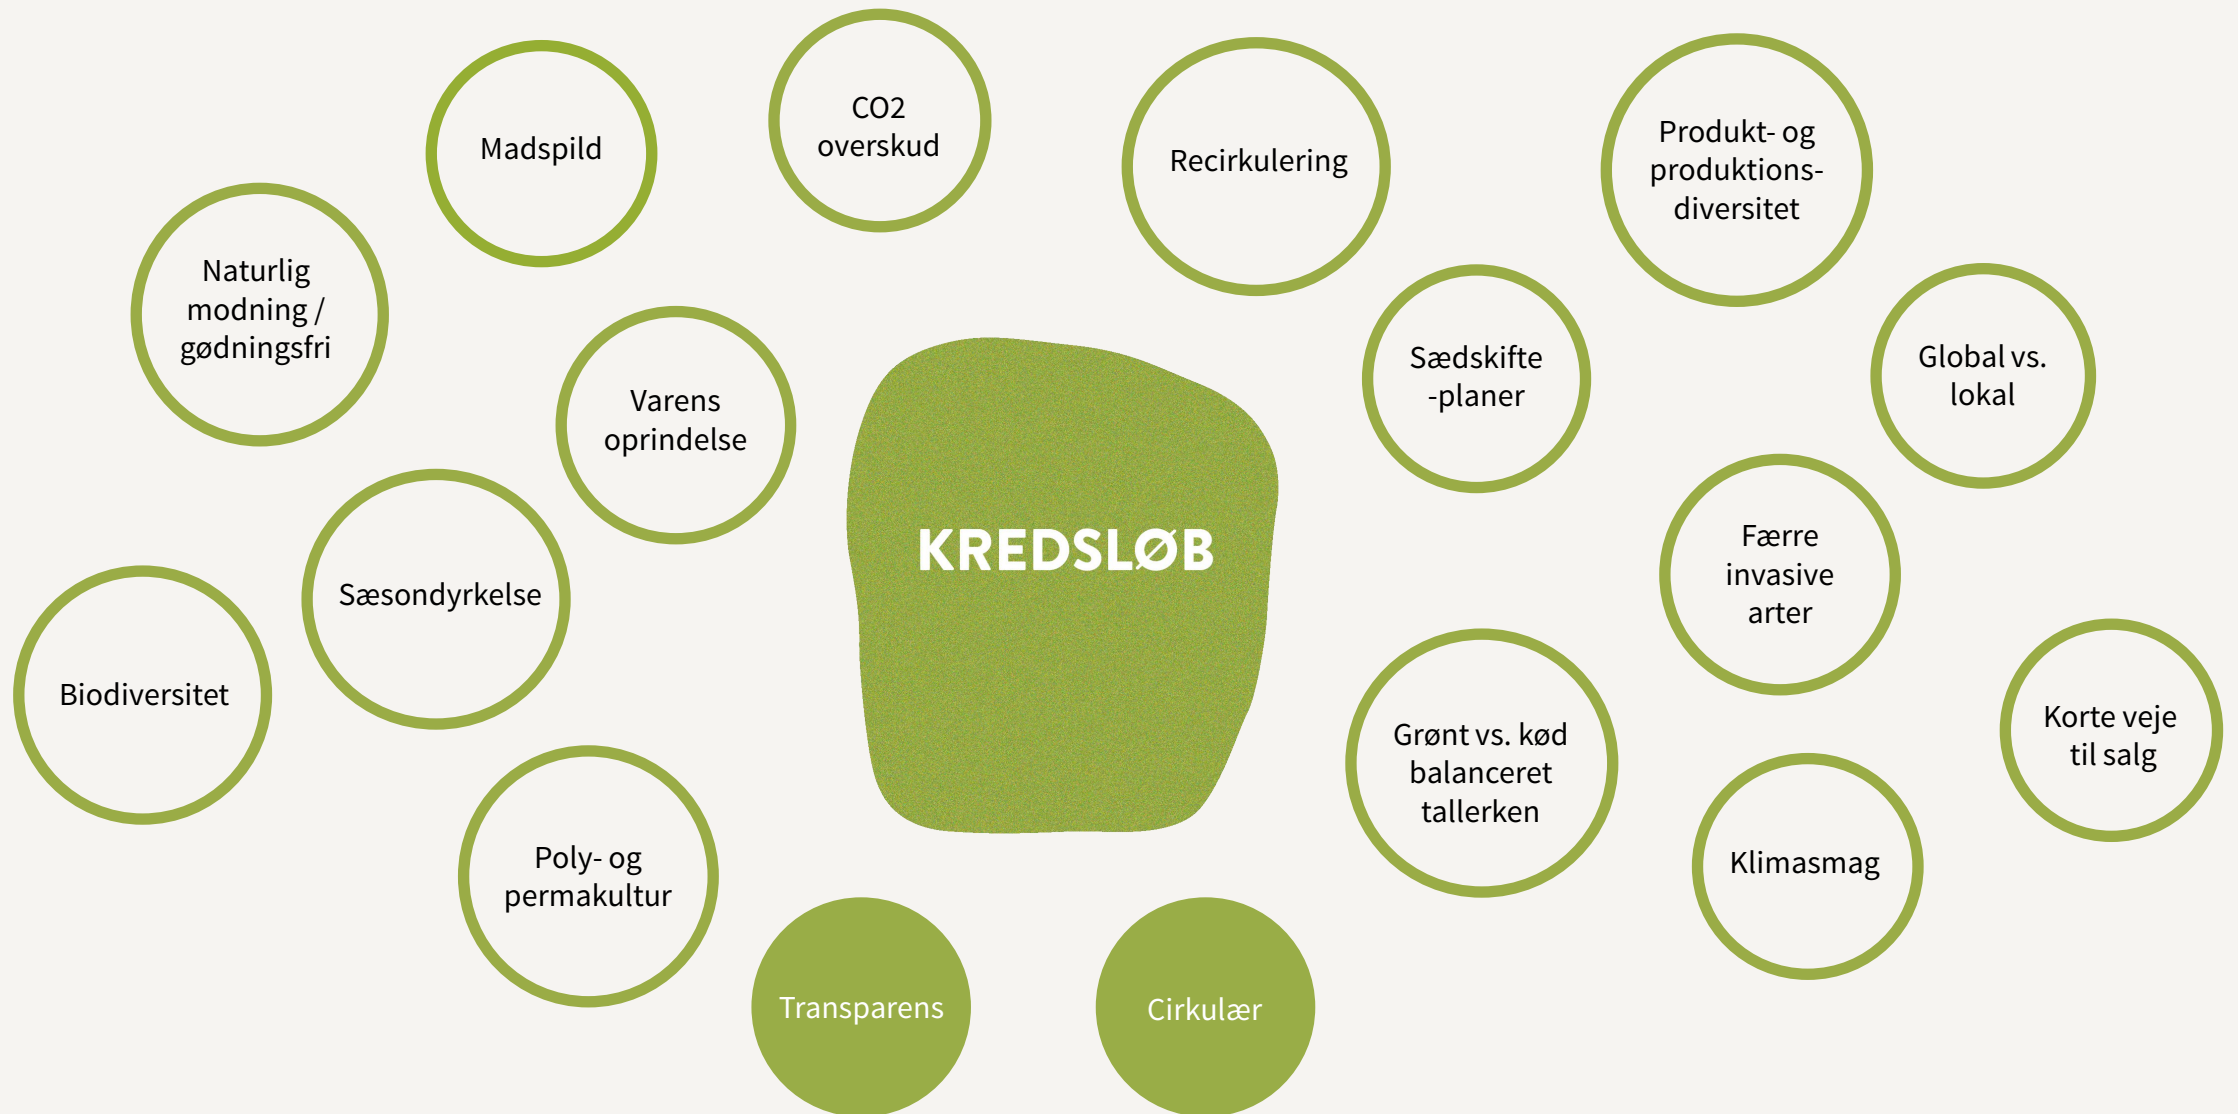 CO2
overskud
Madspild
Recirkulering
Produkt- og
produktions-
diversitet
Naturlig
modning /
gødningsfri
Varens
oprindelse
Sædskifte
-planer
Global vs.
lokal
KREDSLØB
Færre
invasive
arter
Sæsondyrkelse
Biodiversitet
Grønt vs. kød
balanceret
tallerken
Korte veje
til salg
Poly- og
permakultur
Klimasmag
Transparens
Cirkulær